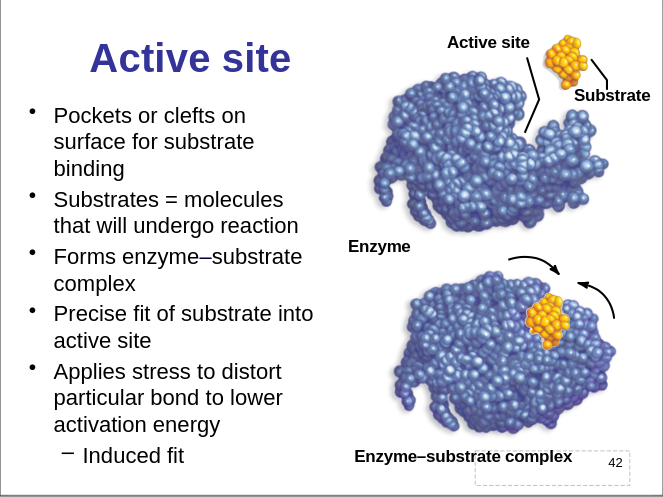 Active site
• Pockets or clefts on
surface for substrate
binding
• Substrates = molecules
that will undergo reaction
• Forms enzyme–substrate
complex
• Precise fit of substrate into
active site
• Applies stress to distort
particular bond to lower
activation energy
– Induced fit
Active site
Substrate
Enzyme
Enzyme–substrate complex
42